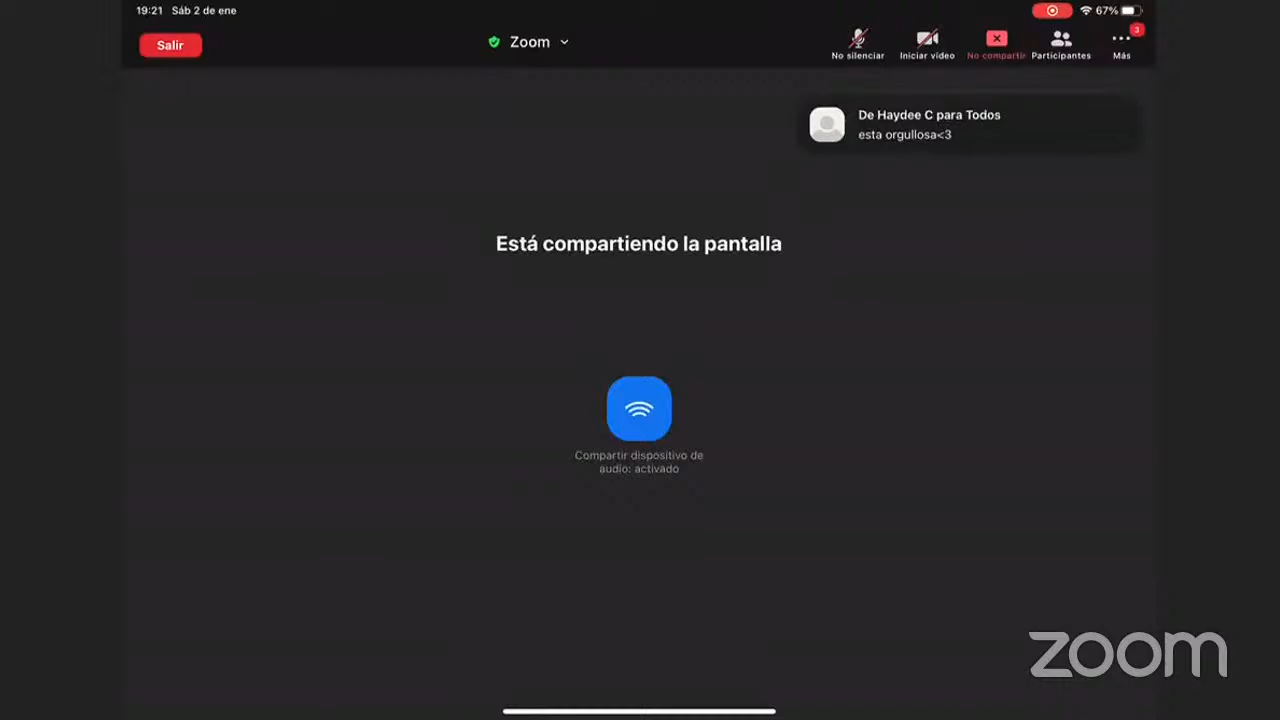 19:21 Sáb 2 de ene
67%
Salir
Zoom
No silenciar
Iniciar vídeo
No compartir
Participantes
3
Más
De Haydee C para Todos
esta orgullosa<3
Está compartiendo la pantalla
Compartir dispositivo de
audio: activado
zoom